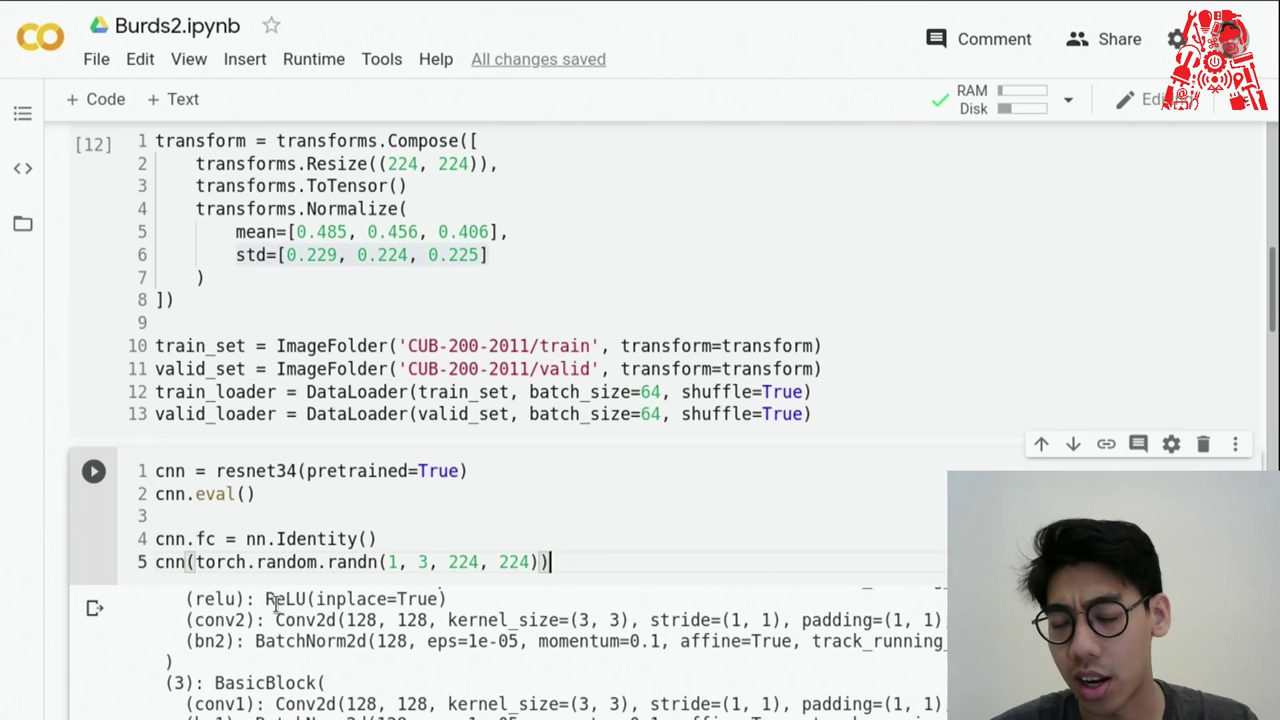 Burds2.ipynb
File Edit View Insert Runtime Tools Help All changes saved
Comment Share
+ Code + Text
RAM
Disk
[12]
1 transform = transforms.Compose([
2 transforms.Resize((224, 224)),
3 transforms.ToTensor()
4 transforms.Normalize(
5 mean=[0.485, 0.456, 0.406],
6 std=[0.229, 0.224, 0.225]
7 )
8 ])
9
10 train_set = ImageFolder('CUB-200-2011/train', transform=transform)
11 valid_set = ImageFolder('CUB-200-2011/valid', transform=transform)
12 train_loader = DataLoader(train_set, batch_size=64, shuffle=True)
13 valid_loader = DataLoader(valid_set, batch_size=64, shuffle=True)
1 cnn = resnet34(pretrained=True)
2 cnn.eval()
3
4 cnn.fc = nn.Identity()
5 cnn(torch.random.randn(1, 3, 224, 224))
(relu): ReLU(inplace=True)
(conv2): Conv2d(128, 128, kernel_size=(3, 3), stride=(1, 1), padding=(1, 1),
(bn2): BatchNorm2d(128, eps=1e-05, momentum=0.1, affine=True, track_running_
)
(3): BasicBlock(
(conv1): Conv2d(128, 128, kernel_size=(3, 3), stride=(1, 1), padding=(1, 1),